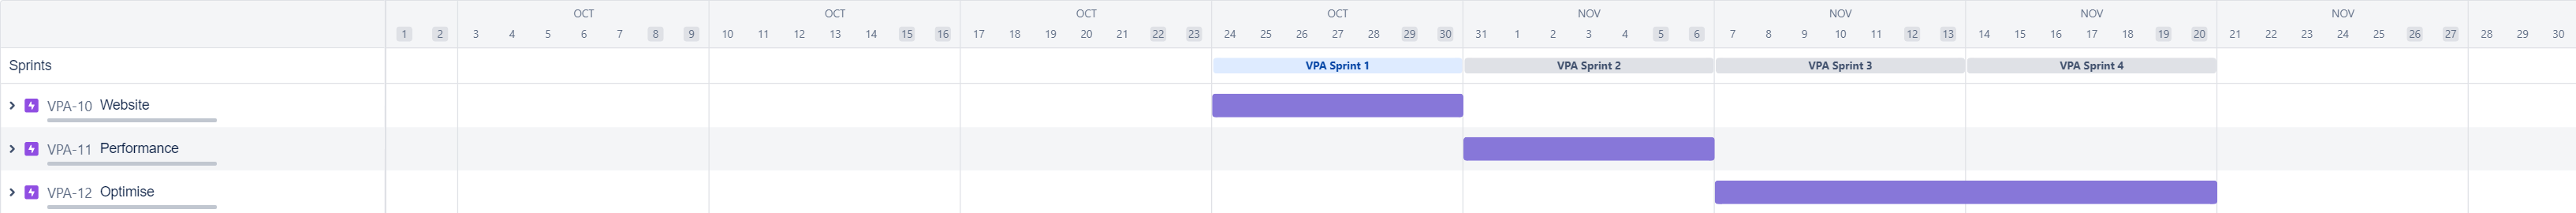 OCT OCT OCT OCT NOV NOV NOV NOV
1 2 3 4 5 6 7 8 9 10 11 12 13 14 15 16 17 18 19 20 21 22 23 24 25 26 27 28 29 30 31 1 2 3 4 5 6 7 8 9 10 11 12 13 14 15 16 17 18 19 20 21 22 23 24 25 26 27 28 29 30
Sprints VPA Sprint 1 VPA Sprint 2 VPA Sprint 3 VPA Sprint 4
VPA-10 Website
VPA-11 Performance
VPA-12 Optimise